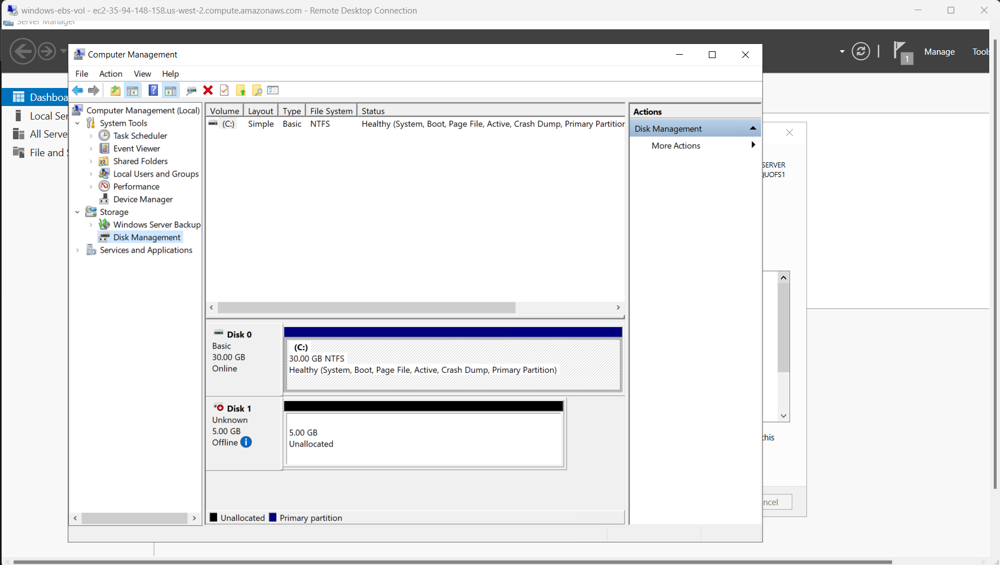 windows-ebs-vol - ec2-35-94-148-158.us-west-2.compute.amazonaws.com - Remote Desktop Connection
Server Manager
1
Manage
Tools
Computer Management
File Action View Help
Dashboa
Local Ser
All Serve
File and S
Computer Management (Local)
System Tools
Task Scheduler
Event Viewer
Shared Folders
Local Users and Groups
Performance
Device Manager
Storage
Windows Server Backup
Disk Management
Services and Applications
Volume Layout Type File System Status
(C:) Simple Basic NTFS Healthy (System, Boot, Page File, Active, Crash Dump, Primary Partition
Actions
Disk Management
More Actions
SERVER
QUOFS1
this
ncel
Disk 0
Basic
30.00 GB
Online
(C:)
30.00 GB NTFS
Healthy (System, Boot, Page File, Active, Crash Dump, Primary Partition)
Disk 1
Unknown
5.00 GB
Offline
5.00 GB
Unallocated
Unallocated Primary partition